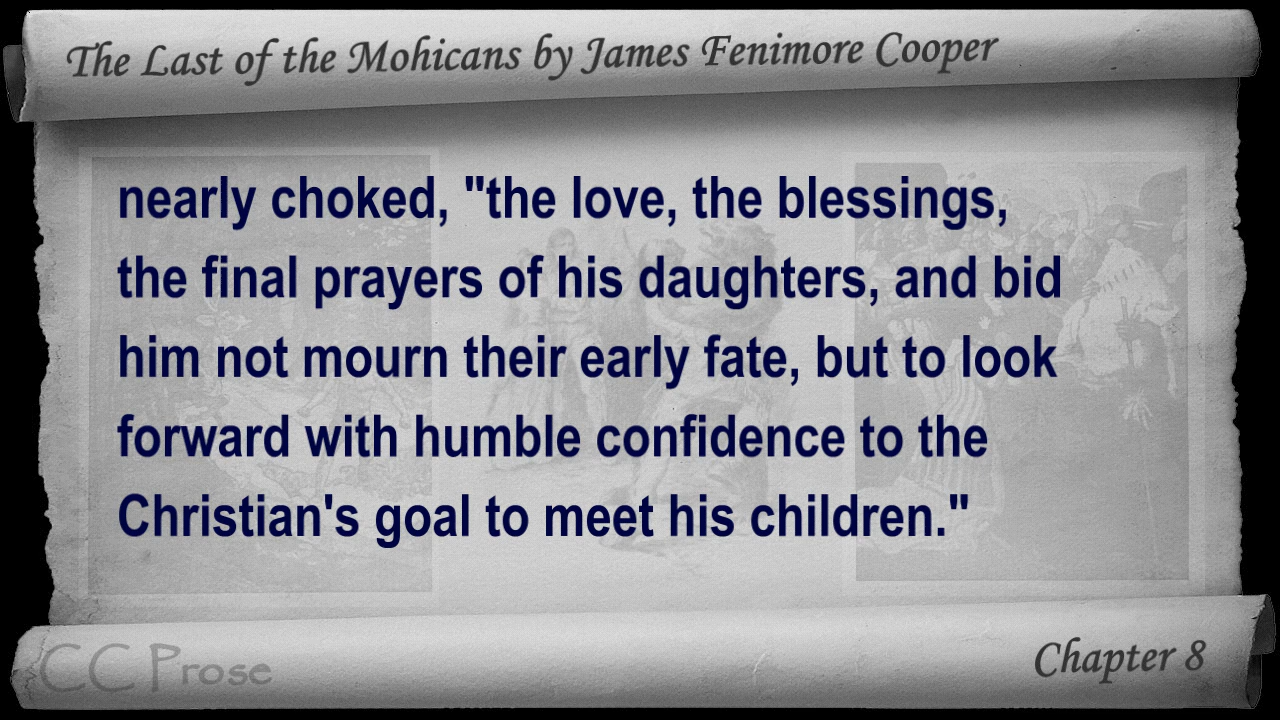 The Last of the Mohicans by James Fenimore Cooper
nearly choked, "the love, the blessings,
the final prayers of his daughters, and bid
him not mourn their early fate, but to look
forward with humble confidence to the
Christian's goal to meet his children."
CC Prose
Chapter 8